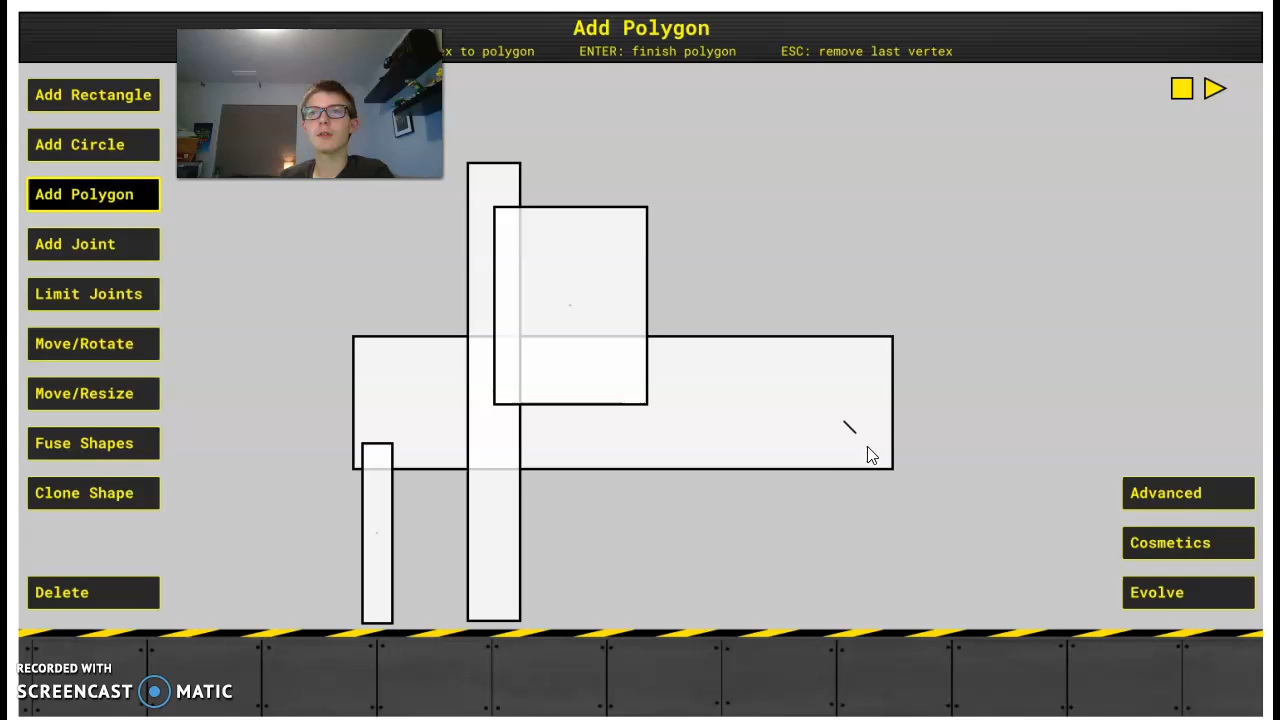 Add Polygon
ex to polygon ENTER: finish polygon ESC: remove last vertex
Add Rectangle
Add Circle
Add Polygon
Add Joint
Limit Joints
Move/Rotate
Move/Resize
Fuse Shapes
Clone Shape
Delete
Advanced
Cosmetics
Evolve
RECORDED WITH
SCREENCAST MATIC